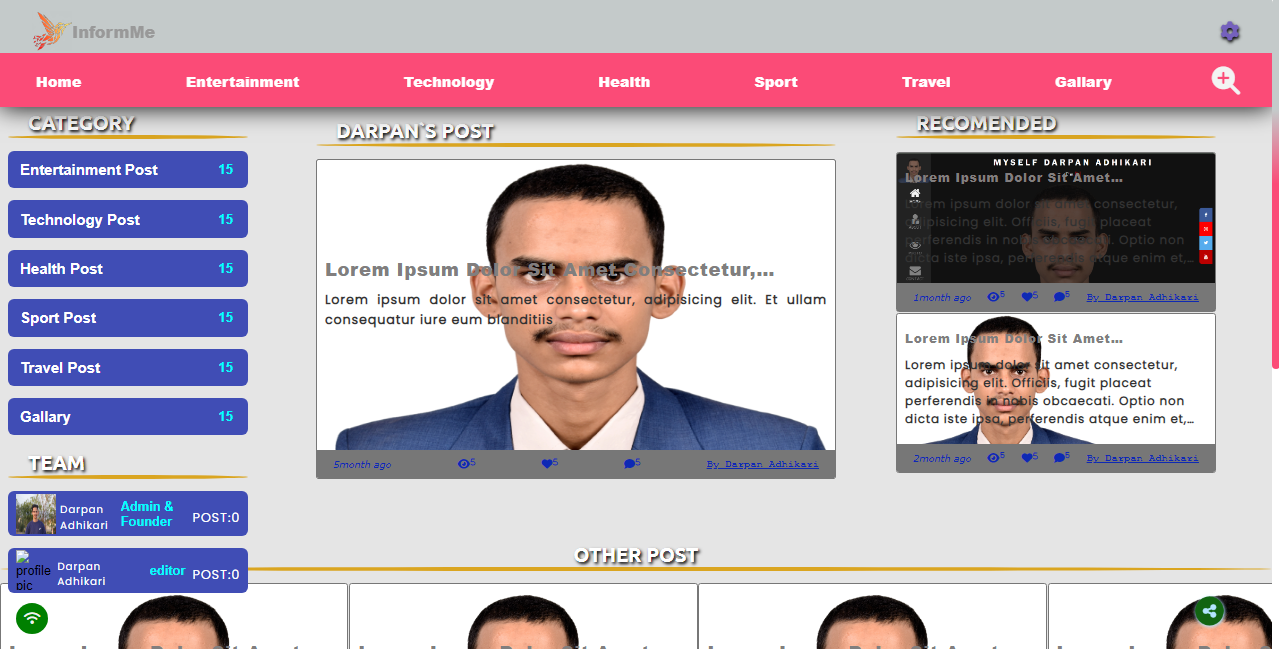 InformMe
Home Entertainment Technology Health Sport Travel Gallary
CATEGORY
Entertainment Post 15
Technology Post 15
Health Post 15
Sport Post 15
Travel Post 15
Gallary 15
TEAM
Darpan Adhikari Admin & Founder POST:0
profile pic Darpan Adhikari editor POST:0
DARPAN`S POST
Lorem Ipsum Dolor Sit Amet Consectetur,...
Lorem ipsum dolor sit amet consectetur, adipisicing elit. Et ullam
consequatur iure eum blanditiis
5month ago 5 5 5 By Darpan Adhikari
RECOMENDED
MYSELF DARPAN ADHIKARI
Lorem Ipsum Dolor Sit Amet...
Lorem ipsum dolor sit amet consectetur,
adipisicing elit. Officiis, fugit placeat
perferendis in nobis obcaecati. Optio non
dicta iste ipsa, perferendis atque enim et,...
1month ago 5 5 5 By Darpan Adhikari
Lorem Ipsum Dolor Sit Amet...
Lorem ipsum dolor sit amet consectetur,
adipisicing elit. Officiis, fugit placeat
perferendis in nobis obcaecati. Optio non
dicta iste ipsa, perferendis atque enim et,...
2month ago 5 5 5 By Darpan Adhikari
OTHER POST